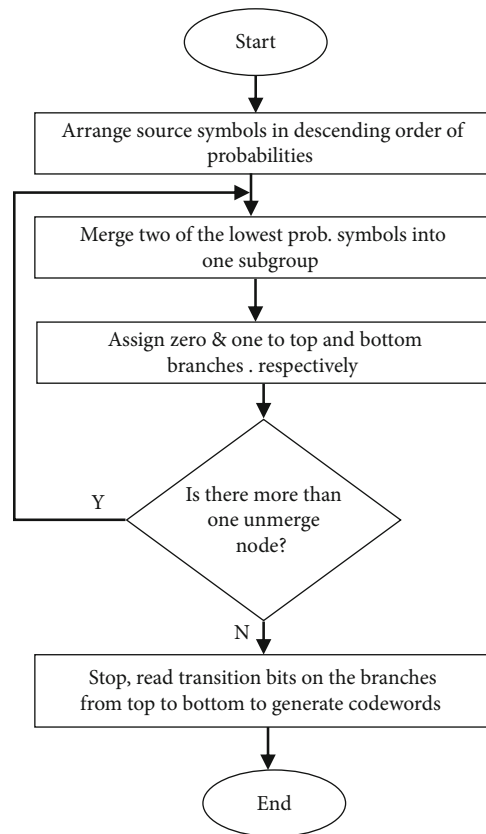 Start
Arrange source symbols in descending order of
probabilities
Merge two of the lowest prob. symbols into
one subgroup
Assign zero & one to top and bottom
branches . respectively
Is there more than
one unmerge
node?
Y
N
Stop, read transition bits on the branches
from top to bottom to generate codewords
End